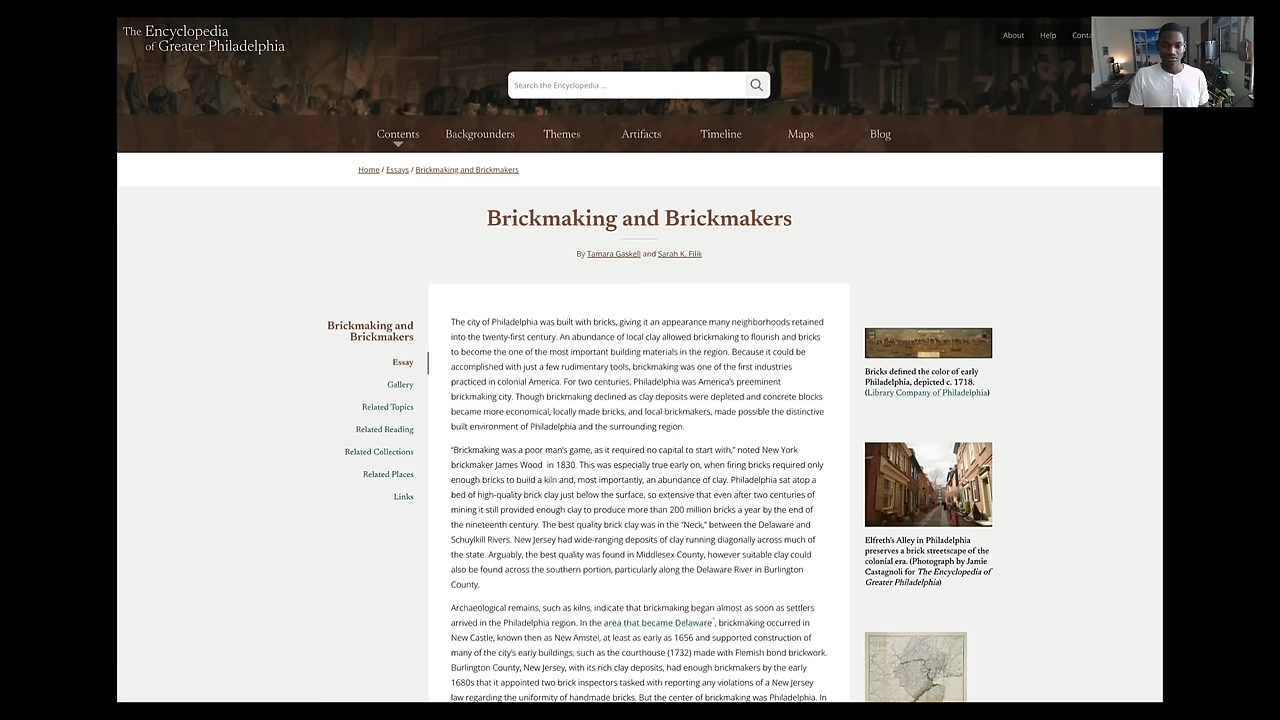 The Encyclopedia
of Greater Philadelphia
About Help Conta
Search the Encyclopedia ...
Contents Backgrounders Themes Artifacts Timeline Maps Blog
Home / Essays / Brickmaking and Brickmakers
Brickmaking and Brickmakers
By Tamara Gaskell and Sarah K. Filik
Brickmaking and
Brickmakers
Essay
Gallery
Related Topics
Related Reading
Related Collections
Related Places
Links
The city of Philadelphia was built with bricks, giving it an appearance many neighborhoods retained
into the twenty-first century. An abundance of local clay allowed brickmaking to flourish and bricks
to become the one of the most important building materials in the region. Because it could be
accomplished with just a few rudimentary tools, brickmaking was one of the first industries
practiced in colonial America. For two centuries, Philadelphia was America's preeminent
brickmaking city. Though brickmaking declined as clay deposits were depleted and concrete blocks
became more economical, locally made bricks, and local brickmakers, made possible the distinctive
built environment of Philadelphia and the surrounding region.
“Brickmaking was a poor man's game, as it required no capital to start with,” noted New York
brickmaker James Wood in 1830. This was especially true early on, when firing bricks required only
enough bricks to build a kiln and, most importantly, an abundance of clay. Philadelphia sat atop a
bed of high-quality brick clay just below the surface, so extensive that even after two centuries of
mining it still provided enough clay to produce more than 200 million bricks a year by the end of
the nineteenth century. The best quality brick clay was in the “Neck,” between the Delaware and
Schuylkill Rivers. New Jersey had wide-ranging deposits of clay running diagonally across much of
the state. Arguably, the best quality was found in Middlesex County, however suitable clay could
also be found across the southern portion, particularly along the Delaware River in Burlington
County.
Archaeological remains, such as kilns, indicate that brickmaking began almost as soon as settlers
arrived in the Philadelphia region. In the area that became Delaware, brickmaking occurred in
New Castle, known then as New Amstel, at least as early as 1656 and supported construction of
many of the city's early buildings, such as the courthouse (1732) made with Flemish bond brickwork.
Burlington County, New Jersey, with its rich clay deposits, had enough brickmakers by the early
1680s that it appointed two brick inspectors tasked with reporting any violations of a New Jersey
law regarding the uniformity of handmade bricks. But the center of brickmaking was Philadelphia. In
Bricks defined the color of early
Philadelphia, depicted c. 1718.
(Library Company of Philadelphia)
Elfreth's Alley in Philadelphia
preserves a brick streetscape of the
colonial era. (Photograph by Jamie
Castagnoli for The Encyclopedia of
Greater Philadelphia)